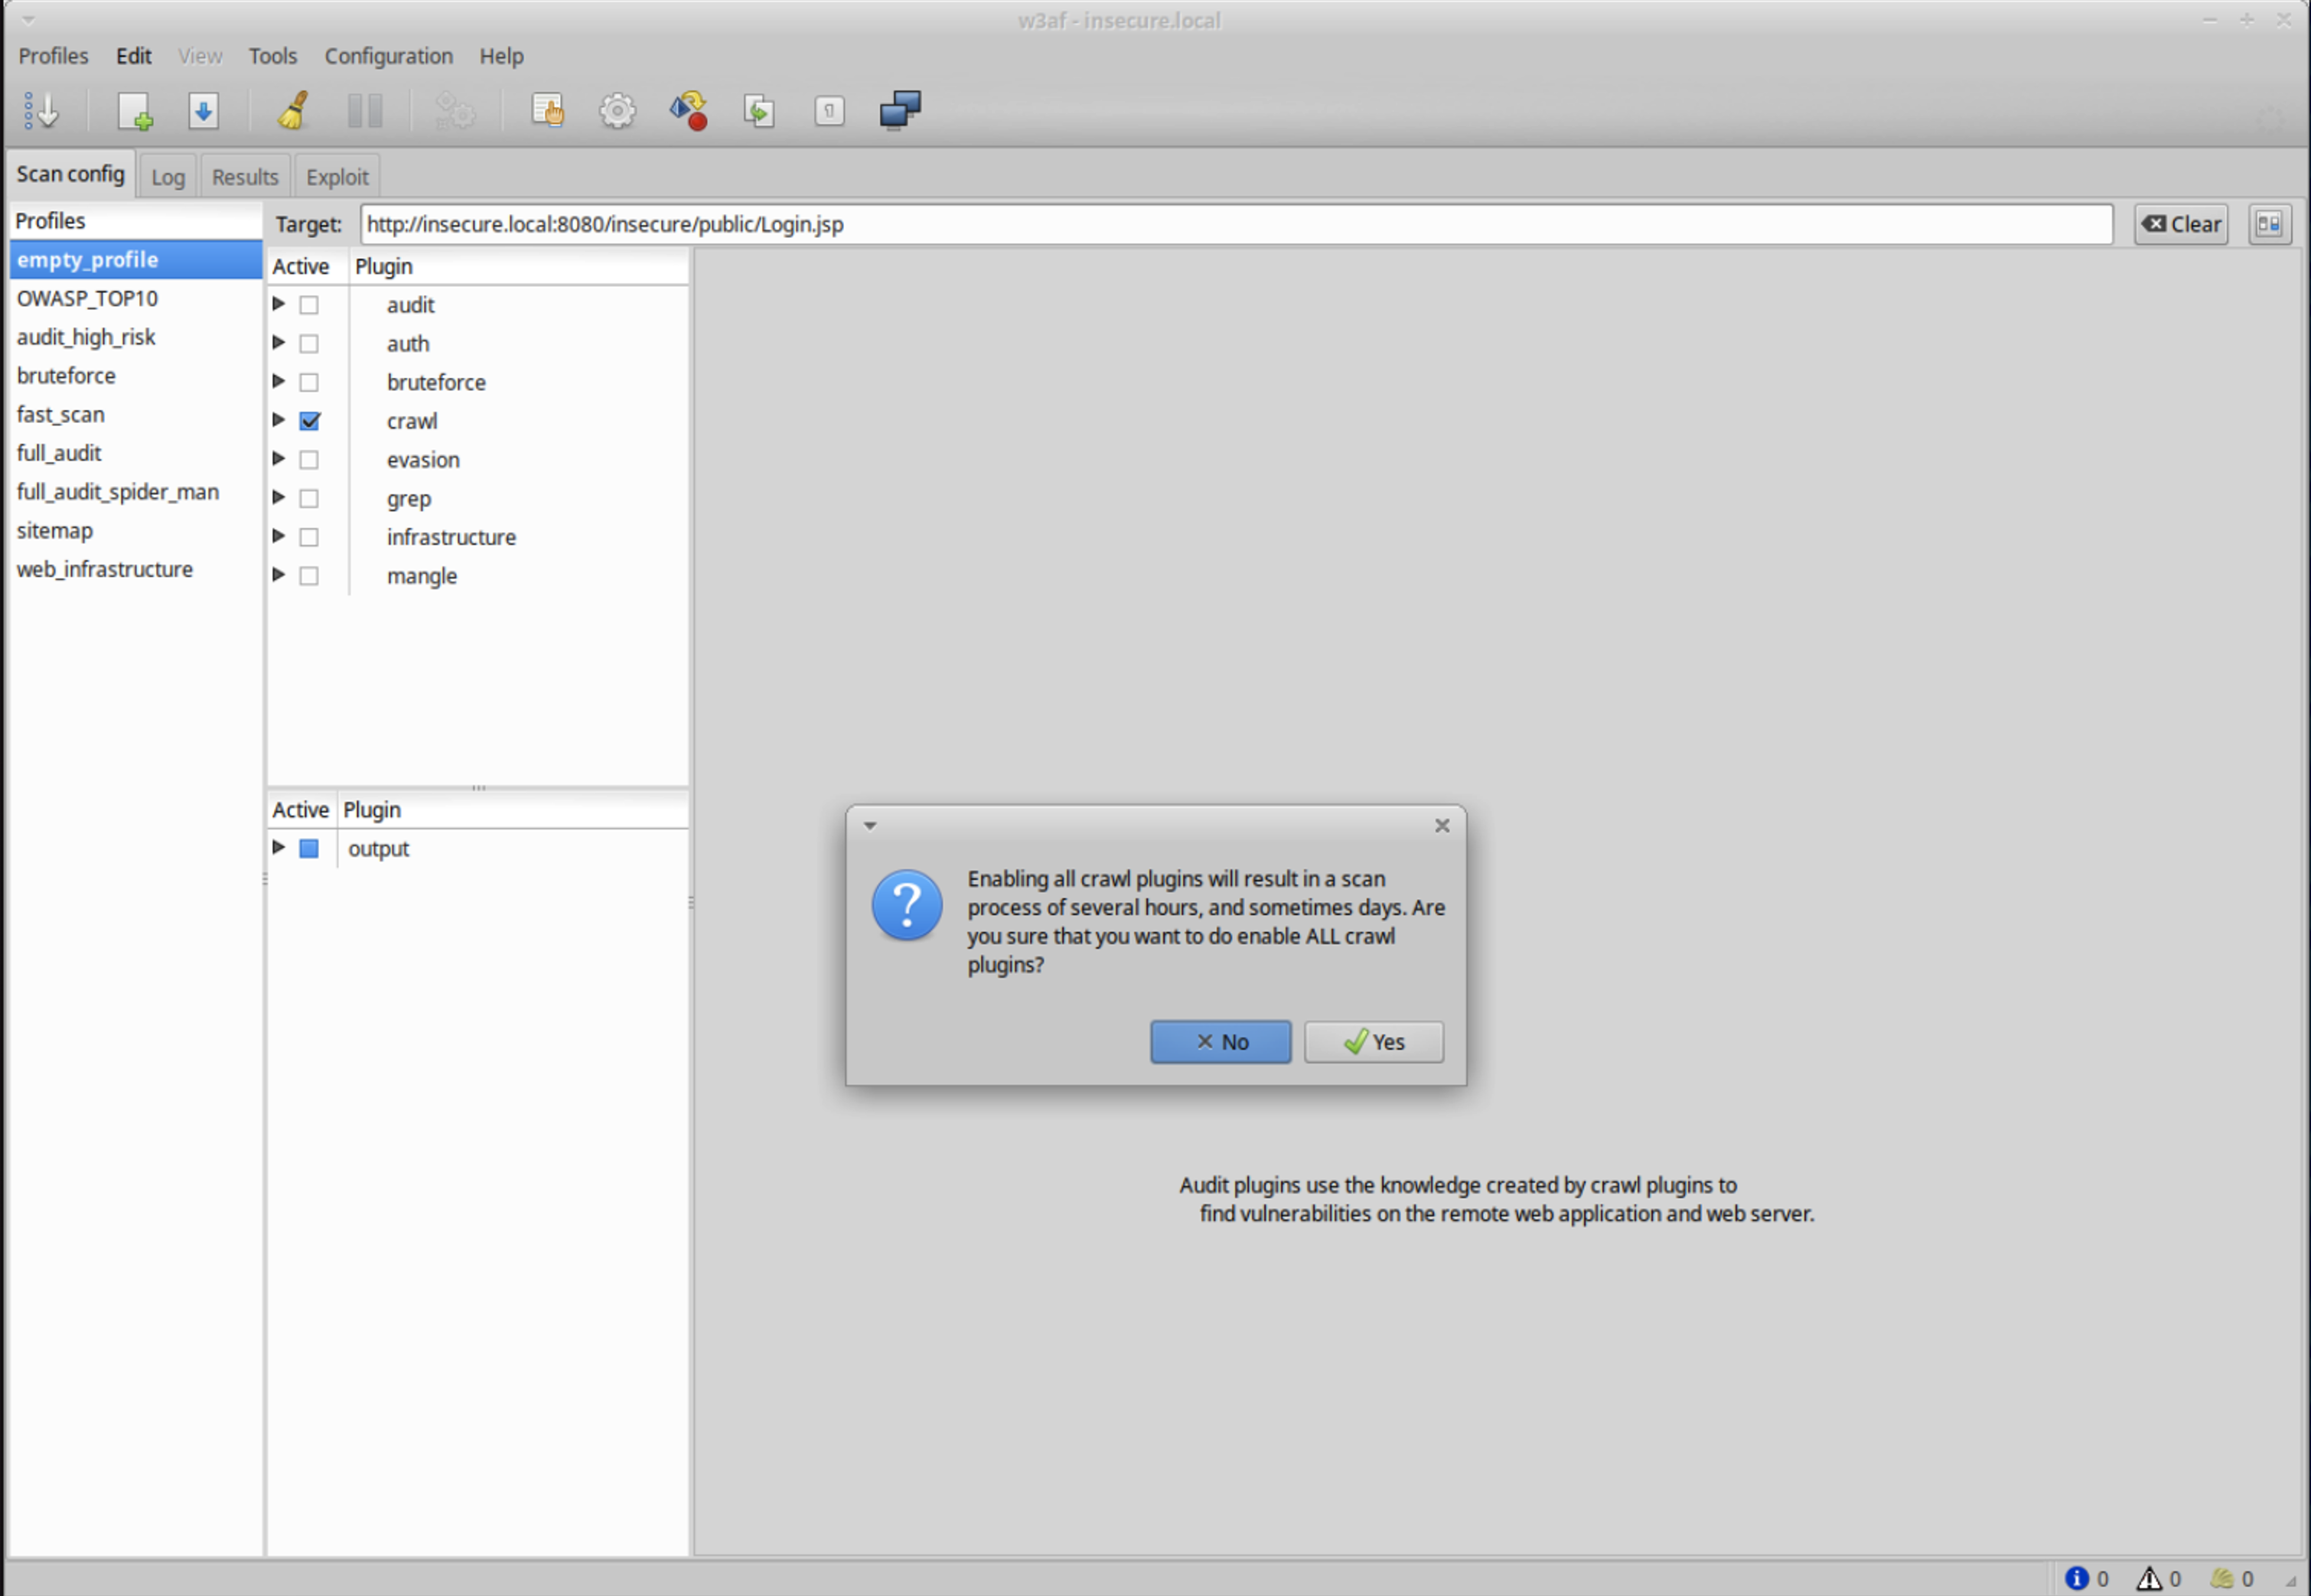 w3af - insecure.local
Profiles Edit View Tools Configuration Help
Scan config Log Results Exploit
Profiles
empty_profile
OWASP_TOP10
audit_high_risk
bruteforce
fast_scan
full_audit
full_audit_spider_man
sitemap
web_infrastructure
Target: http://insecure.local:8080/insecure/public/Login.jsp Clear
Active Plugin
audit
auth
bruteforce
crawl
evasion
grep
infrastructure
mangle
Active Plugin
output
Enabling all crawl plugins will result in a scan
process of several hours, and sometimes days. Are
you sure that you want to do enable ALL crawl
plugins?
No Yes
Audit plugins use the knowledge created by crawl plugins to
find vulnerabilities on the remote web application and web server.
0 0 0